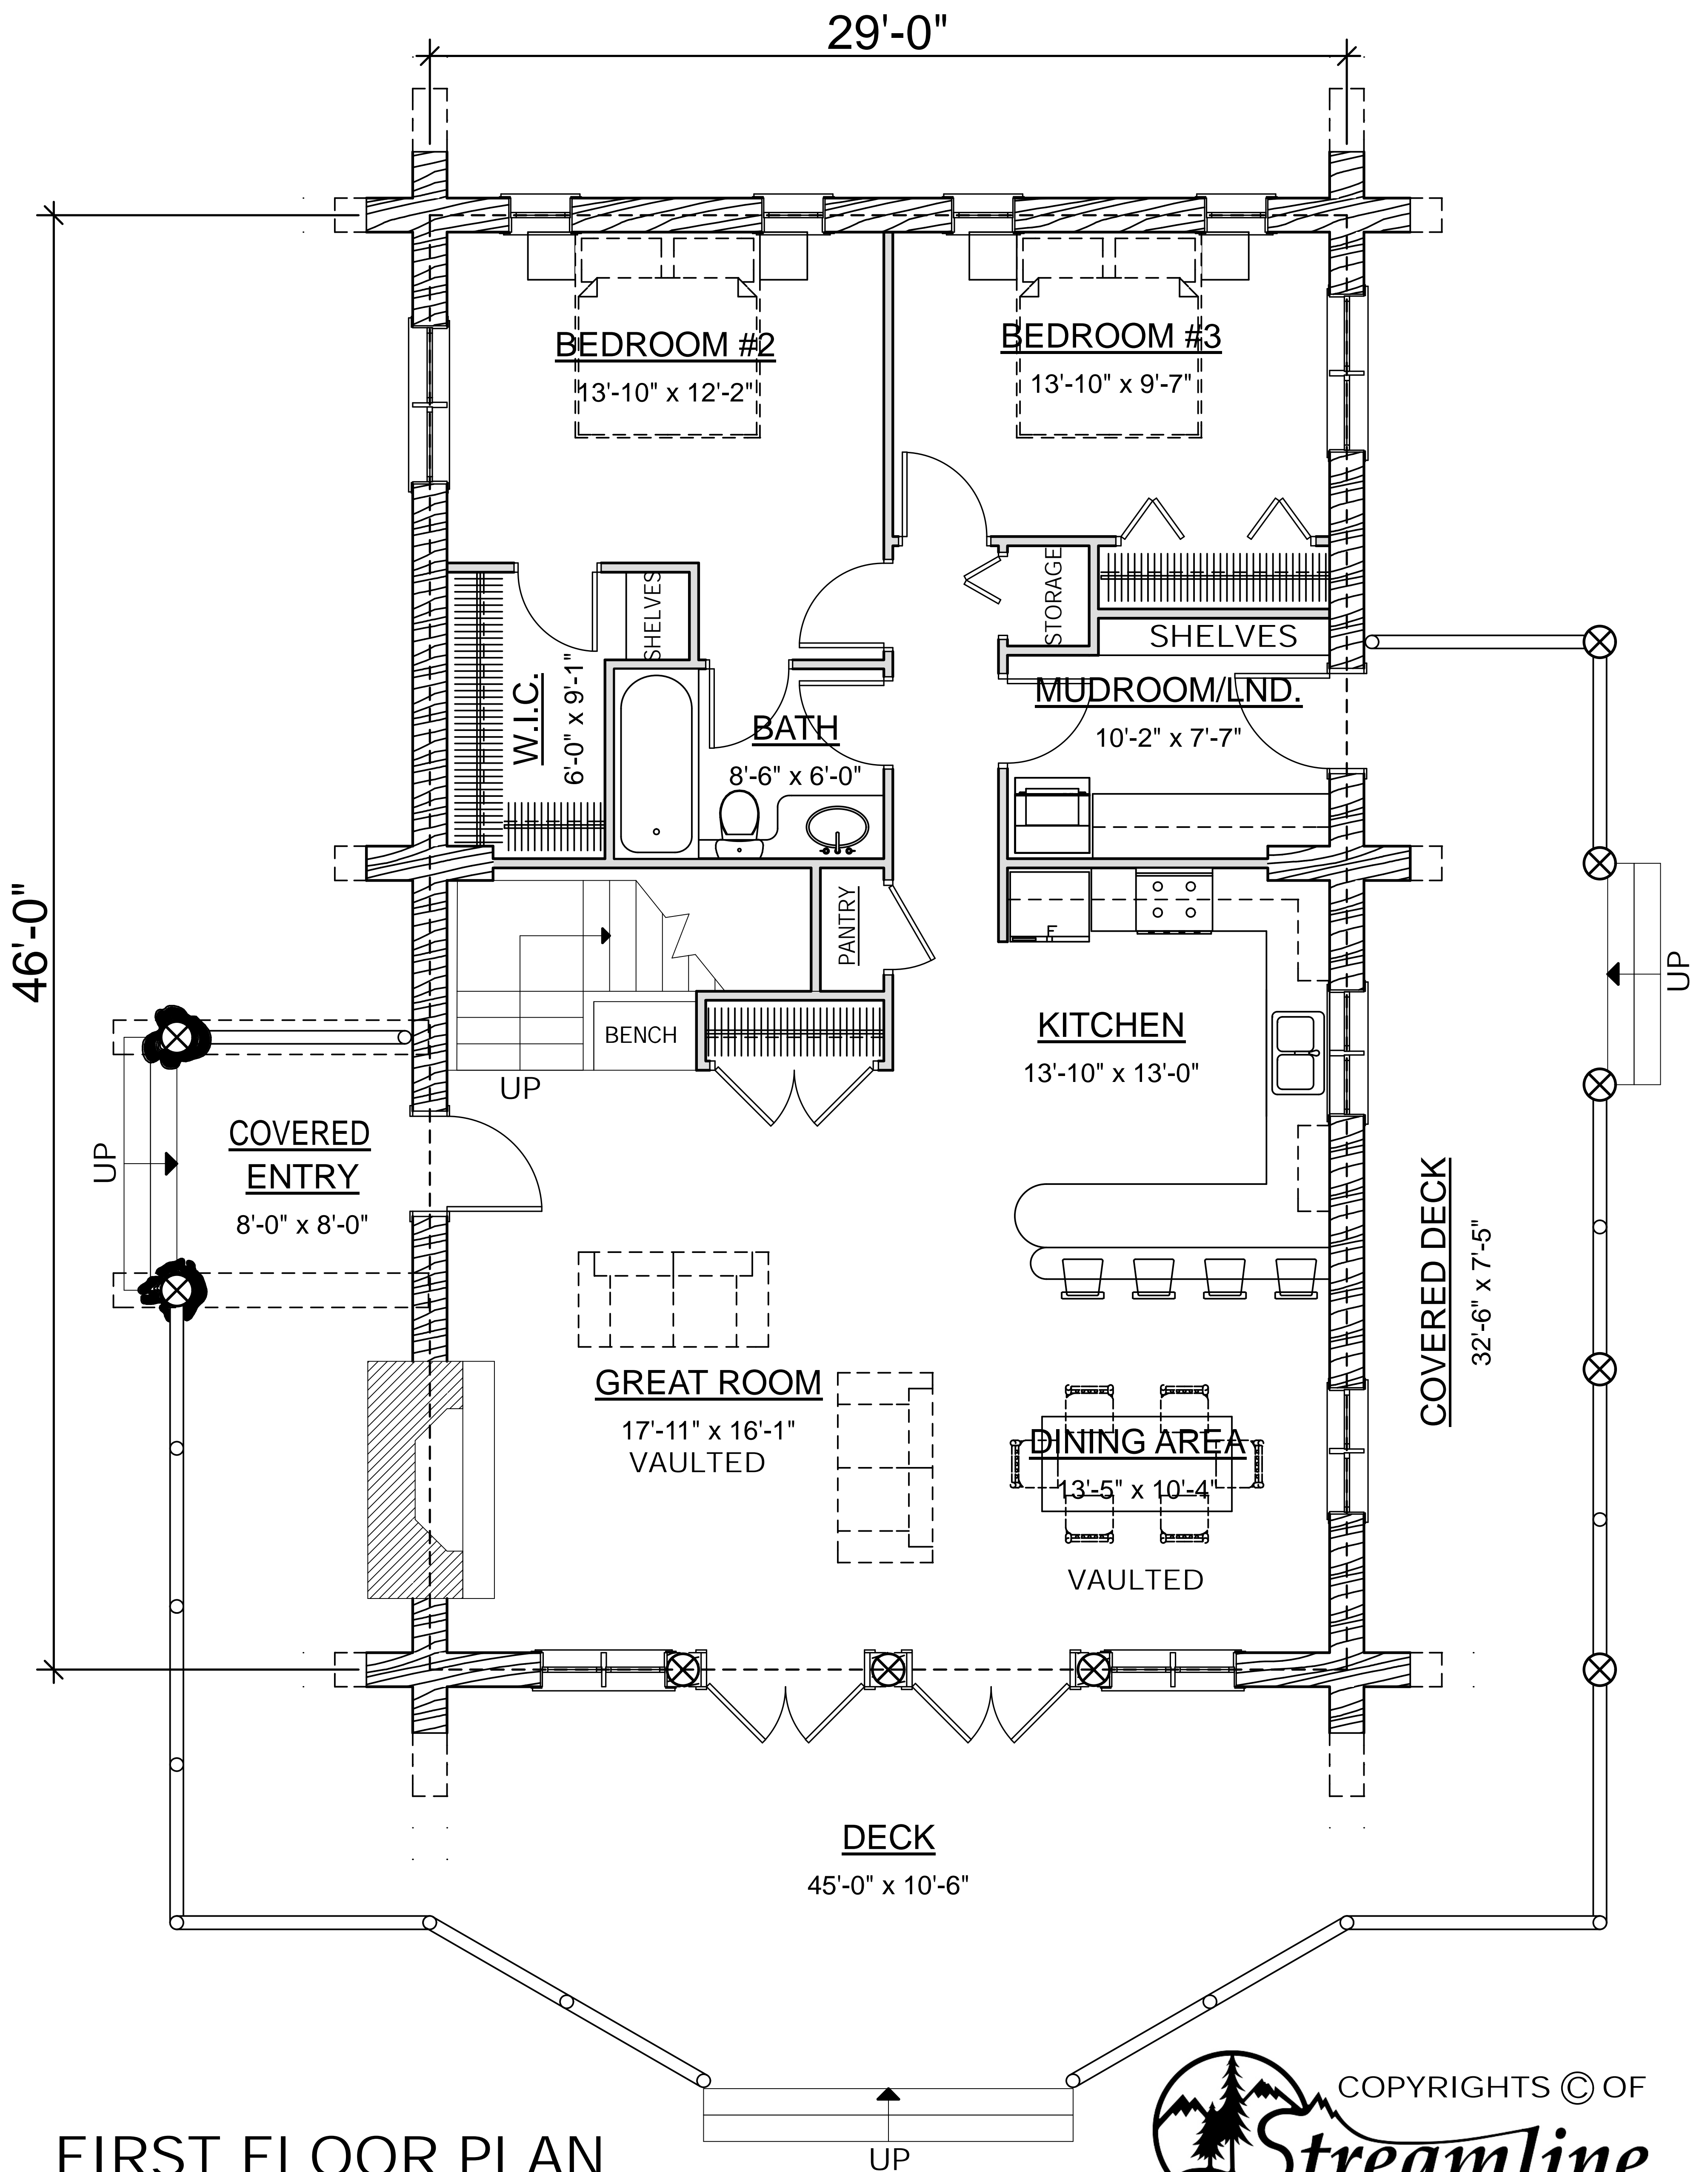 29'-0"
46'-0"
BEDROOM #2
13'-10" x 12'-2"
BEDROOM #3
13'-10" x 9'-7"
SHELVES
STORAGE
SHELVES
W.I.C.
6'-0" x 9'-1"
MUDROOM/LND.
10'-2" x 7'-7"
BATH
8'-6" x 6'-0"
PANTRY
F
BENCH
UP
KITCHEN
13'-10" x 13'-0"
UP
COVERED
ENTRY
8'-0" x 8'-0"
UP
COVERED DECK
32'-6" x 7'-5"
GREAT ROOM
17'-11" x 16'-1"
VAULTED
DINING AREA
13'-5" x 10'-4"
VAULTED
DECK
45'-0" x 10'-6"
UP
FIRST FLOOR PLAN
COPYRIGHTS © OF
Streamline